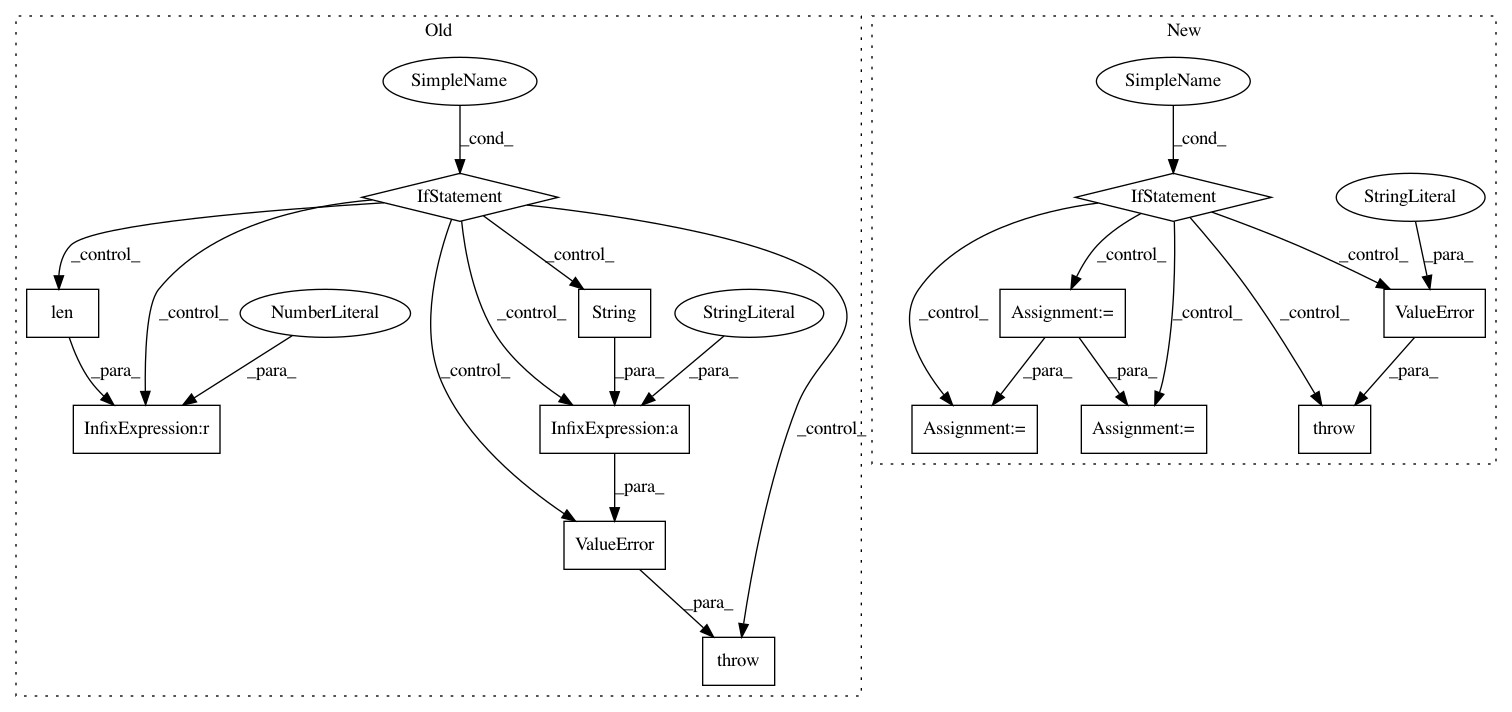 Old
New
SimpleName
SimpleName
_cond_
_cond_
IfStatement
IfStatement
StringLiteral
_control_
_control_
_control_
_para_
len
_control_
NumberLiteral
_control_
String
StringLiteral
_control_
Assignment:=
_control_
_control_
ValueError
_para_
_para_
_control_
_para_
_para_
_para_
_para_
_para_
InfixExpression:r
InfixExpression:a
_control_
Assignment:=
Assignment:=
throw
_para_
ValueError
_para_
throw